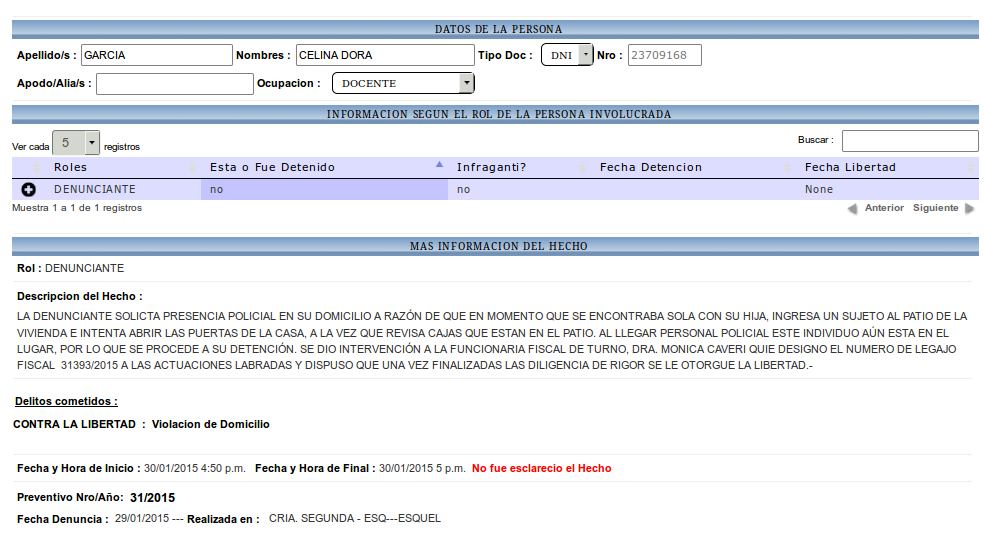 DATOS DE LA PERSONA
Apellido/s : GARCIA Nombres : CELINA DORA Tipo Doc : DNI Nro : 23709168
Apodo/Alia/s : Ocupacion : DOCENTE
INFORMACION SEGUN EL ROL DE LA PERSONA INVOLUCRADA
Ver cada 5 registros Buscar :
Roles Esta o Fue Detenido Infraganti? Fecha Detencion Fecha Libertad
DENUNCIANTE no no None
Muestra 1 a 1 de 1 registros Anterior Siguiente
MAS INFORMACION DEL HECHO
Rol : DENUNCIANTE
Descripcion del Hecho :
LA DENUNCIANTE SOLICTA PRESENCIA POLICIAL EN SU DOMICILIO A RAZÓN DE QUE EN MOMENTO QUE SE ENCONTRABA SOLA CON SU HIJA, INGRESA UN SUJETO AL PATIO DE LA
VIVIENDA E INTENTA ABRIR LAS PUERTAS DE LA CASA, A LA VEZ QUE REVISA CAJAS QUE ESTAN EN EL PATIO. AL LLEGAR PERSONAL POLICIAL ESTE INDIVIDUO AÚN ESTA EN EL
LUGAR, POR LO QUE SE PROCEDE A SU DETENCIÓN. SE DIO INTERVENCIÓN A LA FUNCIONARIA FISCAL DE TURNO, DRA. MONICA CAVERI QUIE DESIGNO EL NUMERO DE LEGAJO
FISCAL 31393/2015 A LAS ACTUACIONES LABRADAS Y DISPUSO QUE UNA VEZ FINALIZADAS LAS DILIGENCIA DE RIGOR SE LE OTORGUE LA LIBERTAD.-
Delitos cometidos :
CONTRA LA LIBERTAD : Violacion de Domicilio
Fecha y Hora de Inicio : 30/01/2015 4:50 p.m. Fecha y Hora de Final : 30/01/2015 5 p.m. No fue esclarecio el Hecho
Preventivo Nro/Año: 31/2015
Fecha Denuncia : 29/01/2015 --- Realizada en : CRIA. SEGUNDA - ESQ---ESQUEL